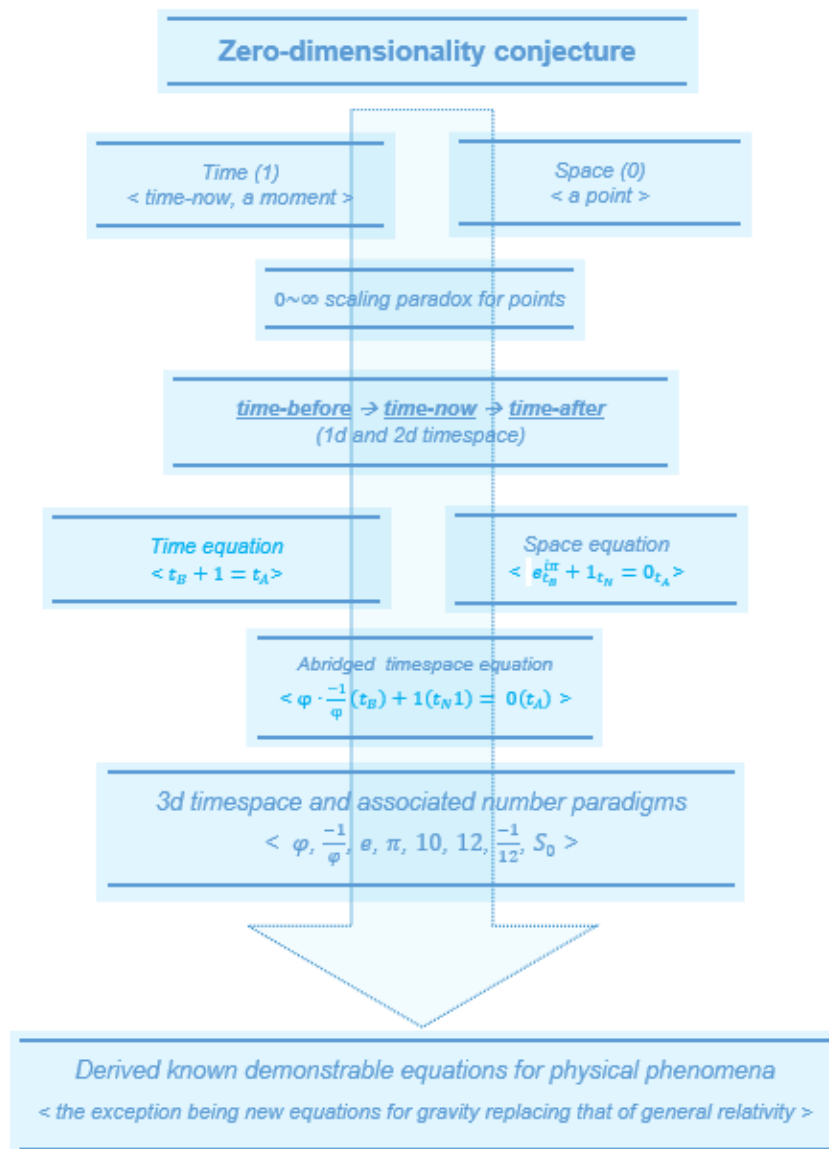 Zero-dimensionality conjecture
Time (1)
< time-now, a moment >
Space (0)
< a point >
0~∞ scaling paradox for points
time-before → time-now → time-after
(1d and 2d timespace)
Time equation
< t_B + 1 = t_A >
Space equation
< e^{iπ}_{t_B} + 1_{t_N} = 0_{t_A} >
Abridged timespace equation
< φ · \frac{-1}{φ}(t_B) + 1(t_N1) = 0(t_A) >
3d timespace and associated number paradigms
< φ, \frac{-1}{φ}, e, π, 10, 12, \frac{-1}{12}, S_0 >
Derived known demonstrable equations for physical phenomena
< the exception being new equations for gravity replacing that of general relativity >